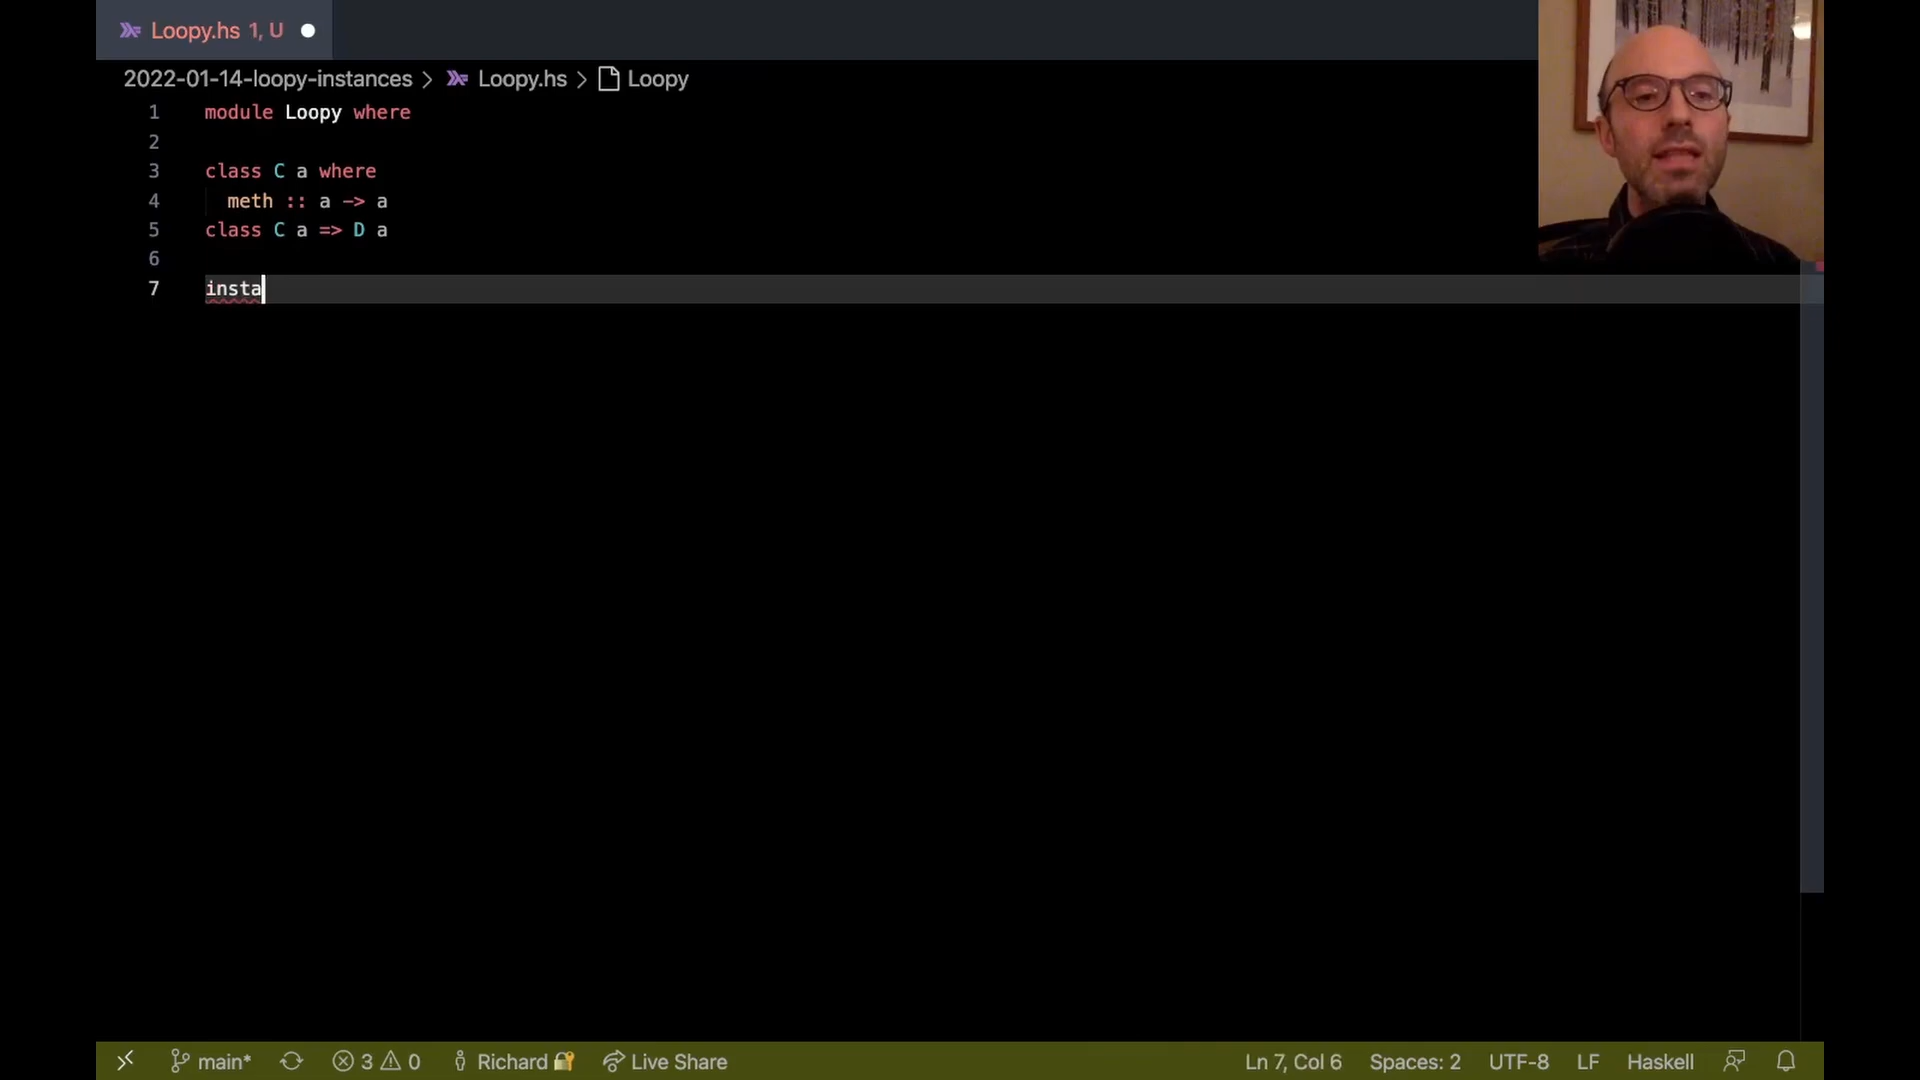 Loopy.hs 1, U
2022-01-14-loopy-instances > Loopy.hs > Loopy
1 module Loopy where
2
3 class C a where
4 meth :: a -> a
5 class C a => D a
6
7 insta
main* 3 0 Richard Live Share Ln 7, Col 6 Spaces: 2 UTF-8 LF Haskell